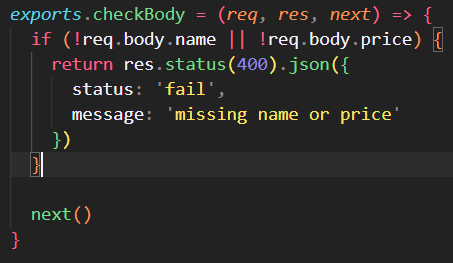 exports.checkBody = (req, res, next) => {
  if (!req.body.name || !req.body.price) {
    return res.status(400).json({
      status: 'fail',
      message: 'missing name or price'
    })
  }
  next()
}